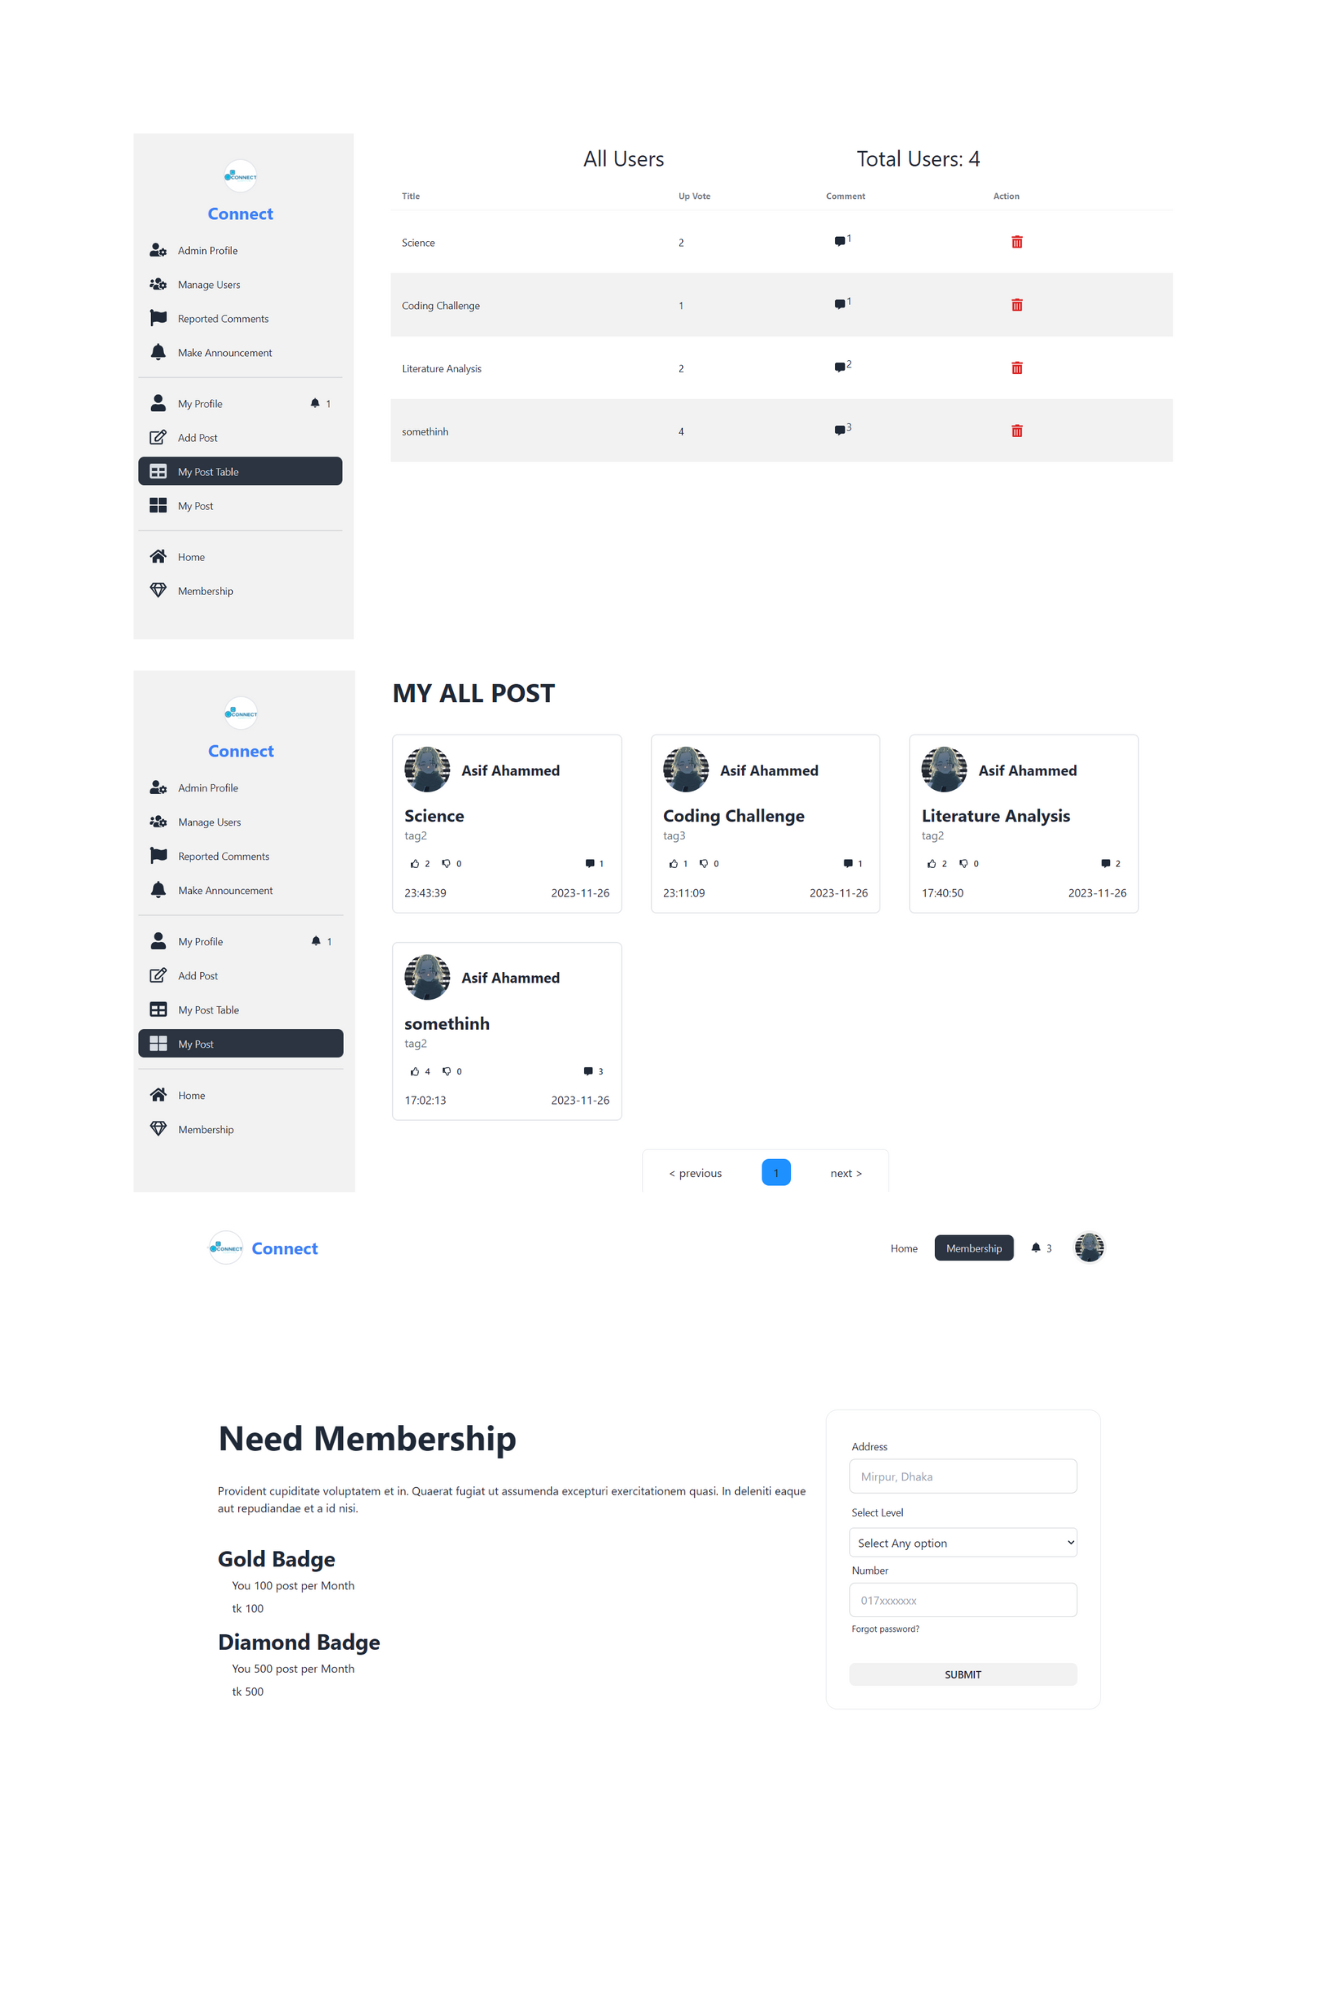 CONNECT
Connect
Admin Profile
Manage Users
Reported Comments
Make Announcement
My Profile 1
Add Post
My Post Table
My Post
Home
Membership
All Users Total Users: 4
Title Up Vote Comment Action
Science 2 1
Coding Challenge 1 1
Literature Analysis 2 2
somethinh 4 3
CONNECT
Connect
Admin Profile
Manage Users
Reported Comments
Make Announcement
My Profile 1
Add Post
My Post Table
My Post
Home
Membership
MY ALL POST
Asif Ahammed
Science
tag2
2 0 1
23:43:39 2023-11-26
Asif Ahammed
Coding Challenge
tag3
1 0 1
23:11:09 2023-11-26
Asif Ahammed
Literature Analysis
tag2
2 0 2
17:40:50 2023-11-26
Asif Ahammed
somethinh
tag2
4 0 3
17:02:13 2023-11-26
< previous 1 next >
CONNECT Connect Home Membership 3
Need Membership
Provident cupiditate voluptatem et in. Quaerat fugiat ut assumenda excepturi exercitationem quasi. In deleniti eaque
aut repudiandae et a id nisi.
Gold Badge
You 100 post per Month
tk 100
Diamond Badge
You 500 post per Month
tk 500
Address
Mirpur, Dhaka
Select Level
Select Any option
Number
017xxxxxxx
Forgot password?
SUBMIT